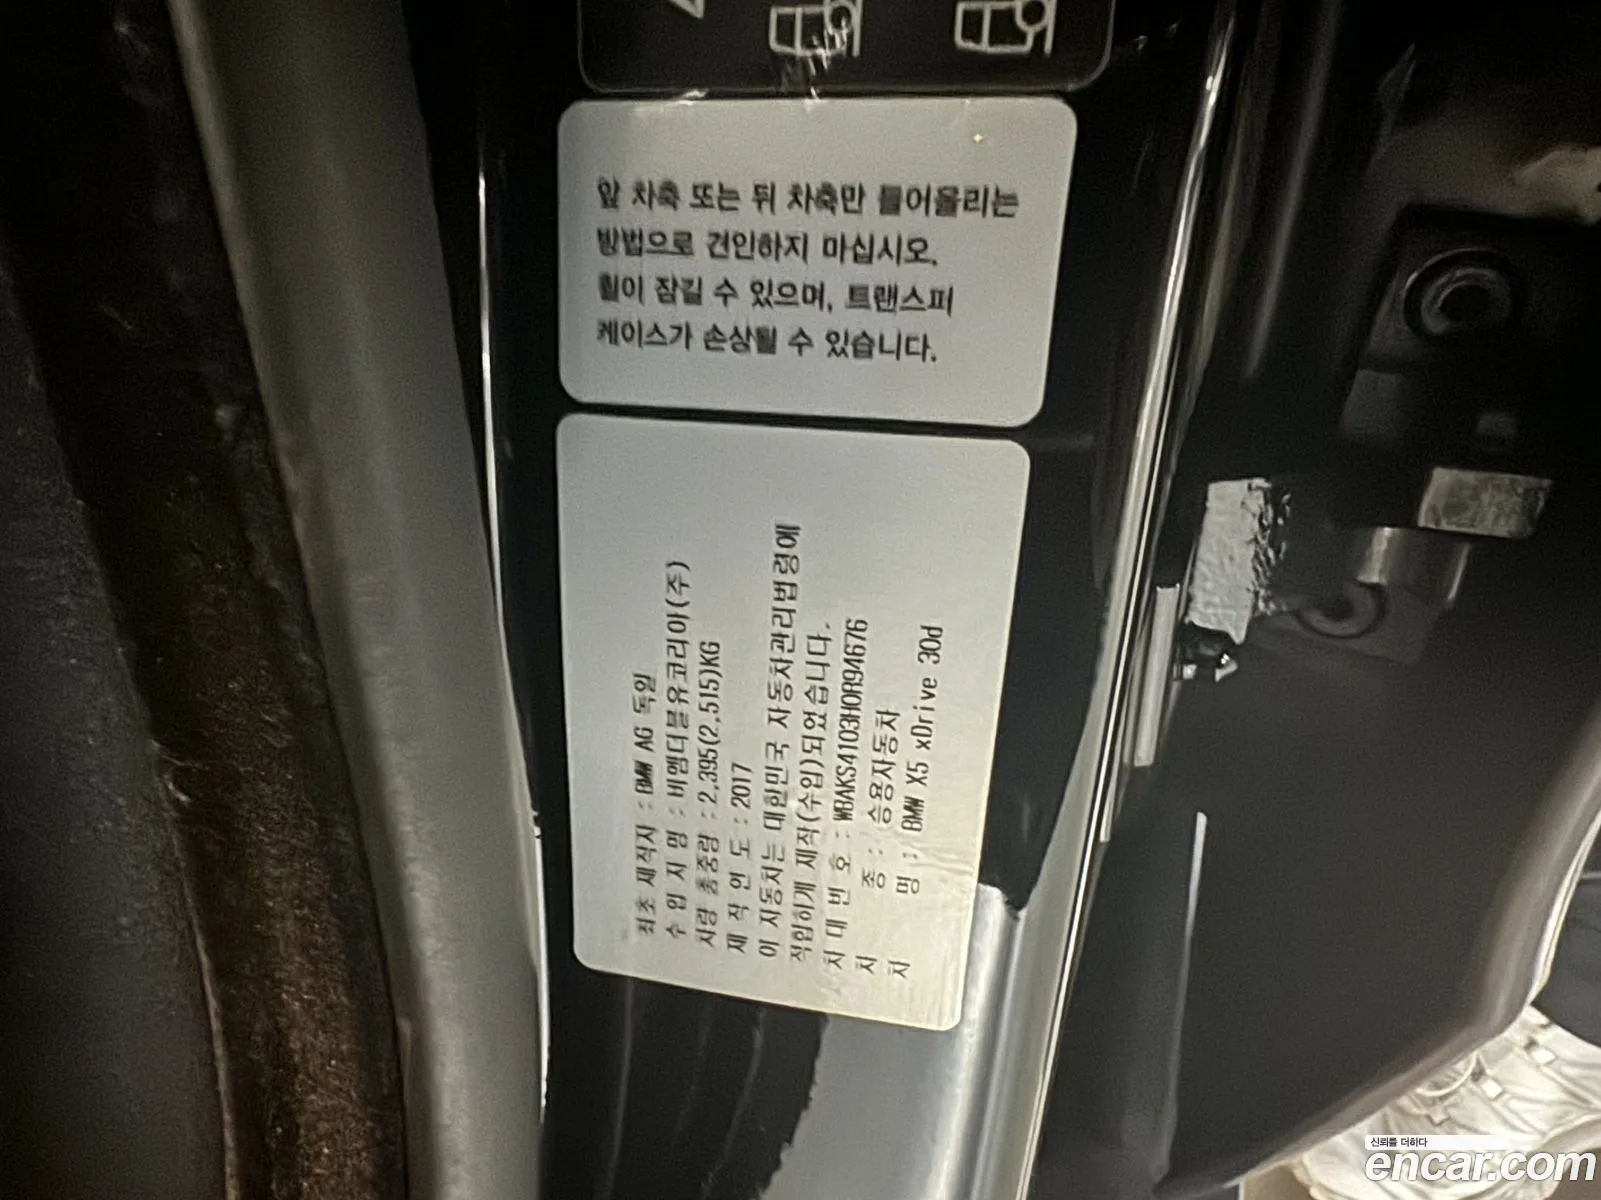 앞 차축 또는 뒤 차축만 들어올리는
방법으로 견인하지 마십시오.
휠이 잠길 수 있으며, 트랜스퍼
케이스가 손상될 수 있습니다.
최초 제작자 : BMW AG 독일
수 입 자 명 : 비엠더블유코리아(주)
차량 총중량 : 2,395(2,515)KG
제 작 연 도 : 2017
이 자동차는 대한민국 자동차관리법령에
적합하게 제작(수입)되었습니다.
차 대 번 호 : WBAKS4103H0R94676
차 종 : 승용자동차
차 명 : BMW X5 xDrive 30d
신뢰를 더하다
encar.com